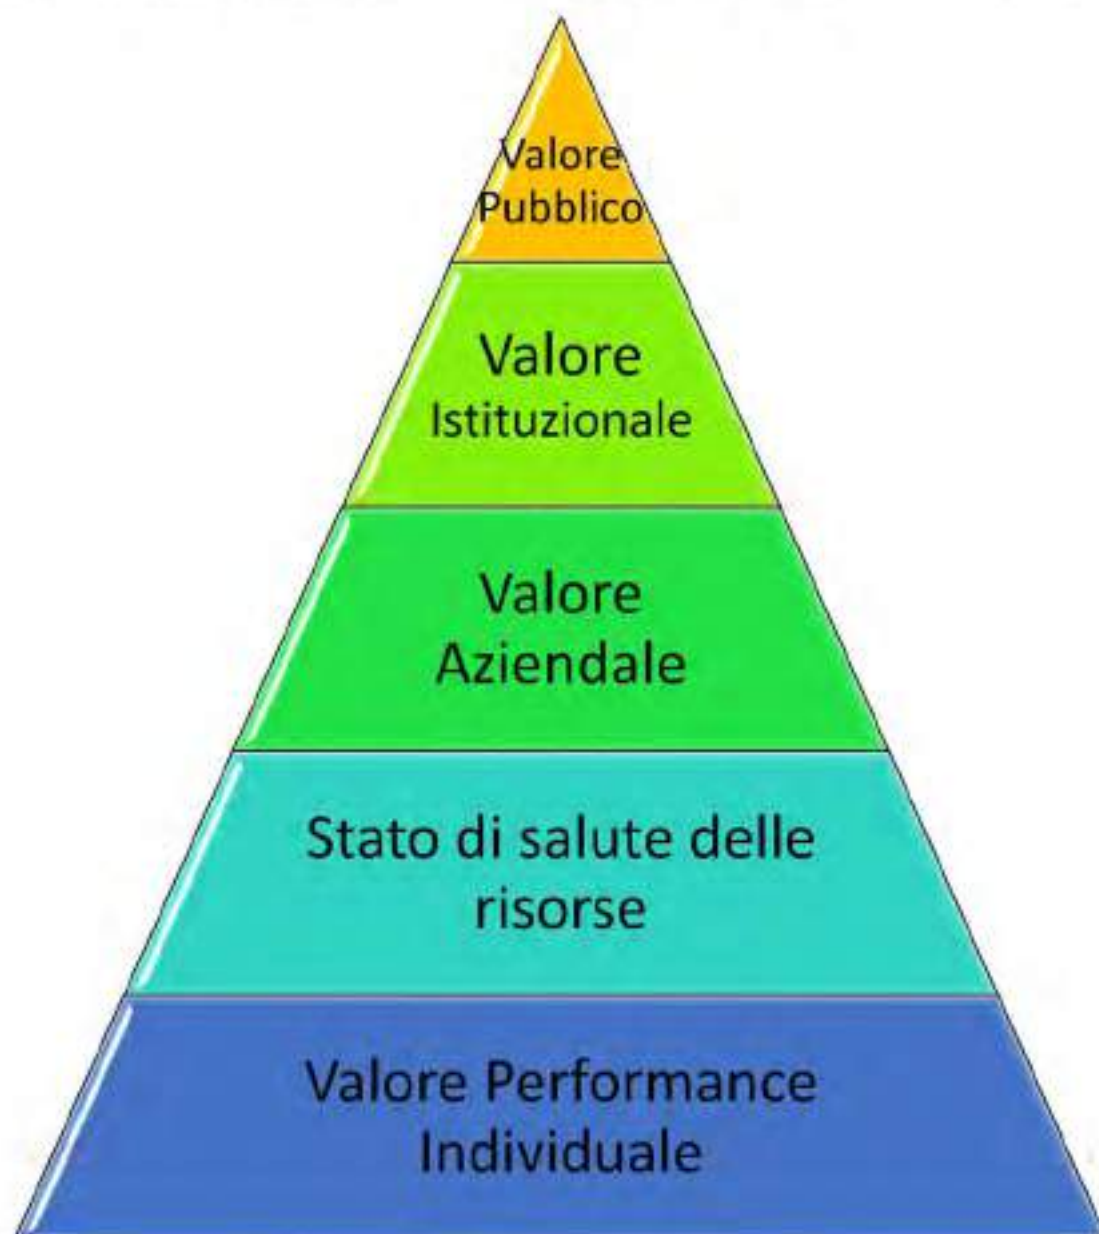 Valore
Pubblico
Valore
Istituzionale
Valore
Aziendale
Stato di salute delle
risorse
Valore Performance
Individuale